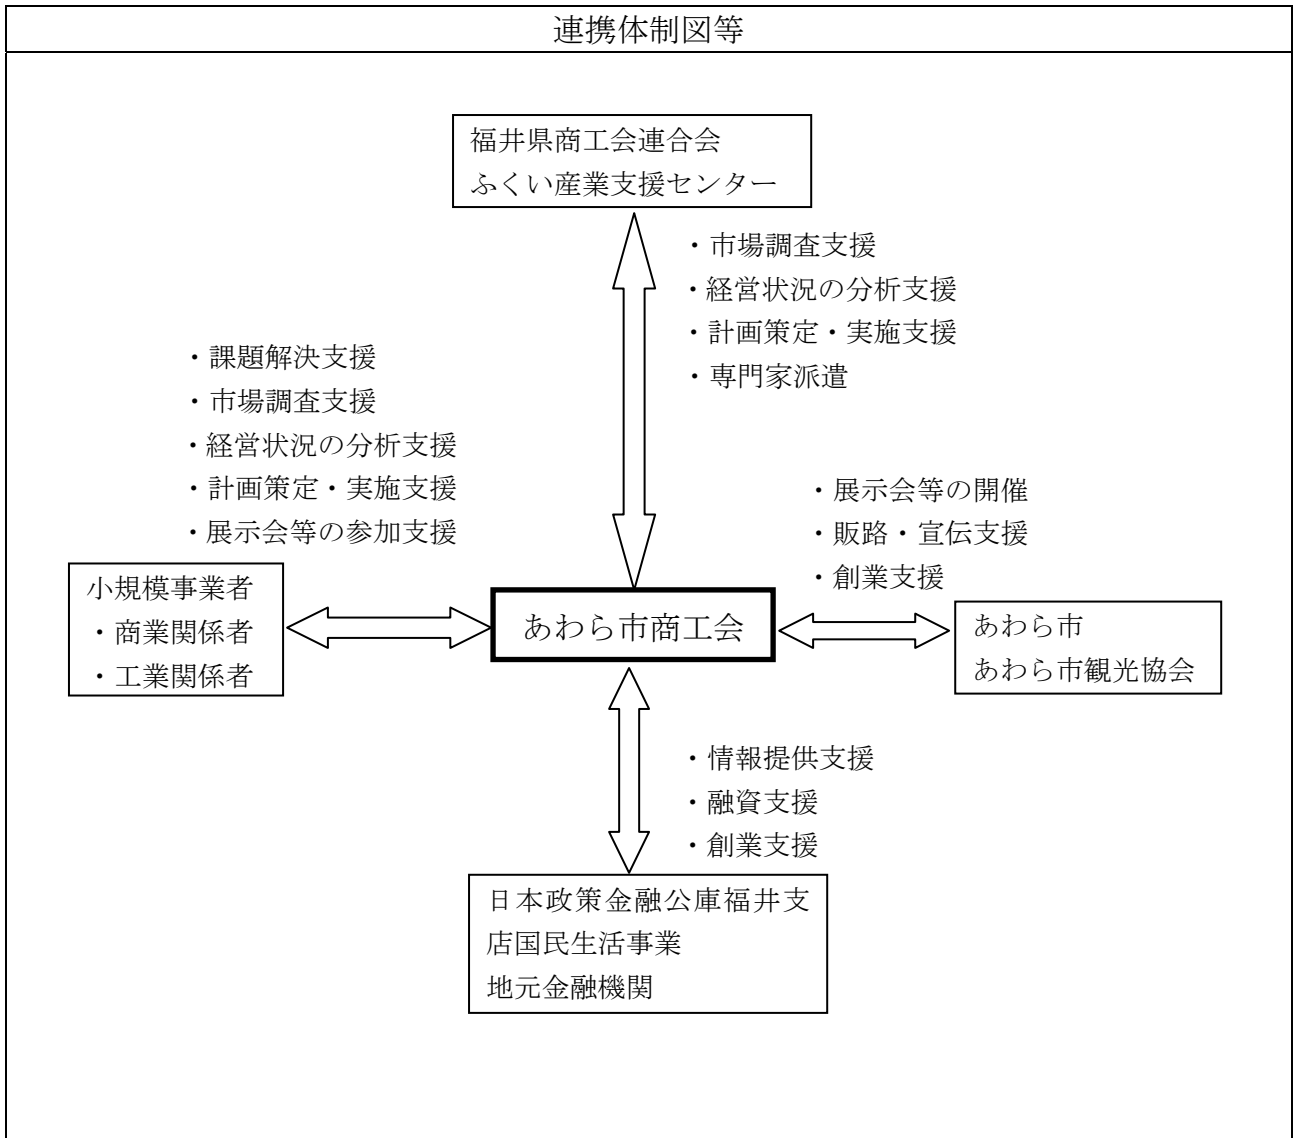 連携体制図等
福井県商工会連合会
ふくい産業支援センター
・市場調査支援
・経営状況の分析支援
・計画策定・実施支援
・専門家派遣
・課題解決支援
・市場調査支援
・経営状況の分析支援
・計画策定・実施支援
・展示会等の参加支援
・展示会等の開催
・販路・宣伝支援
・創業支援
小規模事業者
・商業関係者
・工業関係者
あわら市商工会
あわら市
あわら市観光協会
・情報提供支援
・融資支援
・創業支援
日本政策金融公庫福井支
店国民生活事業
地元金融機関